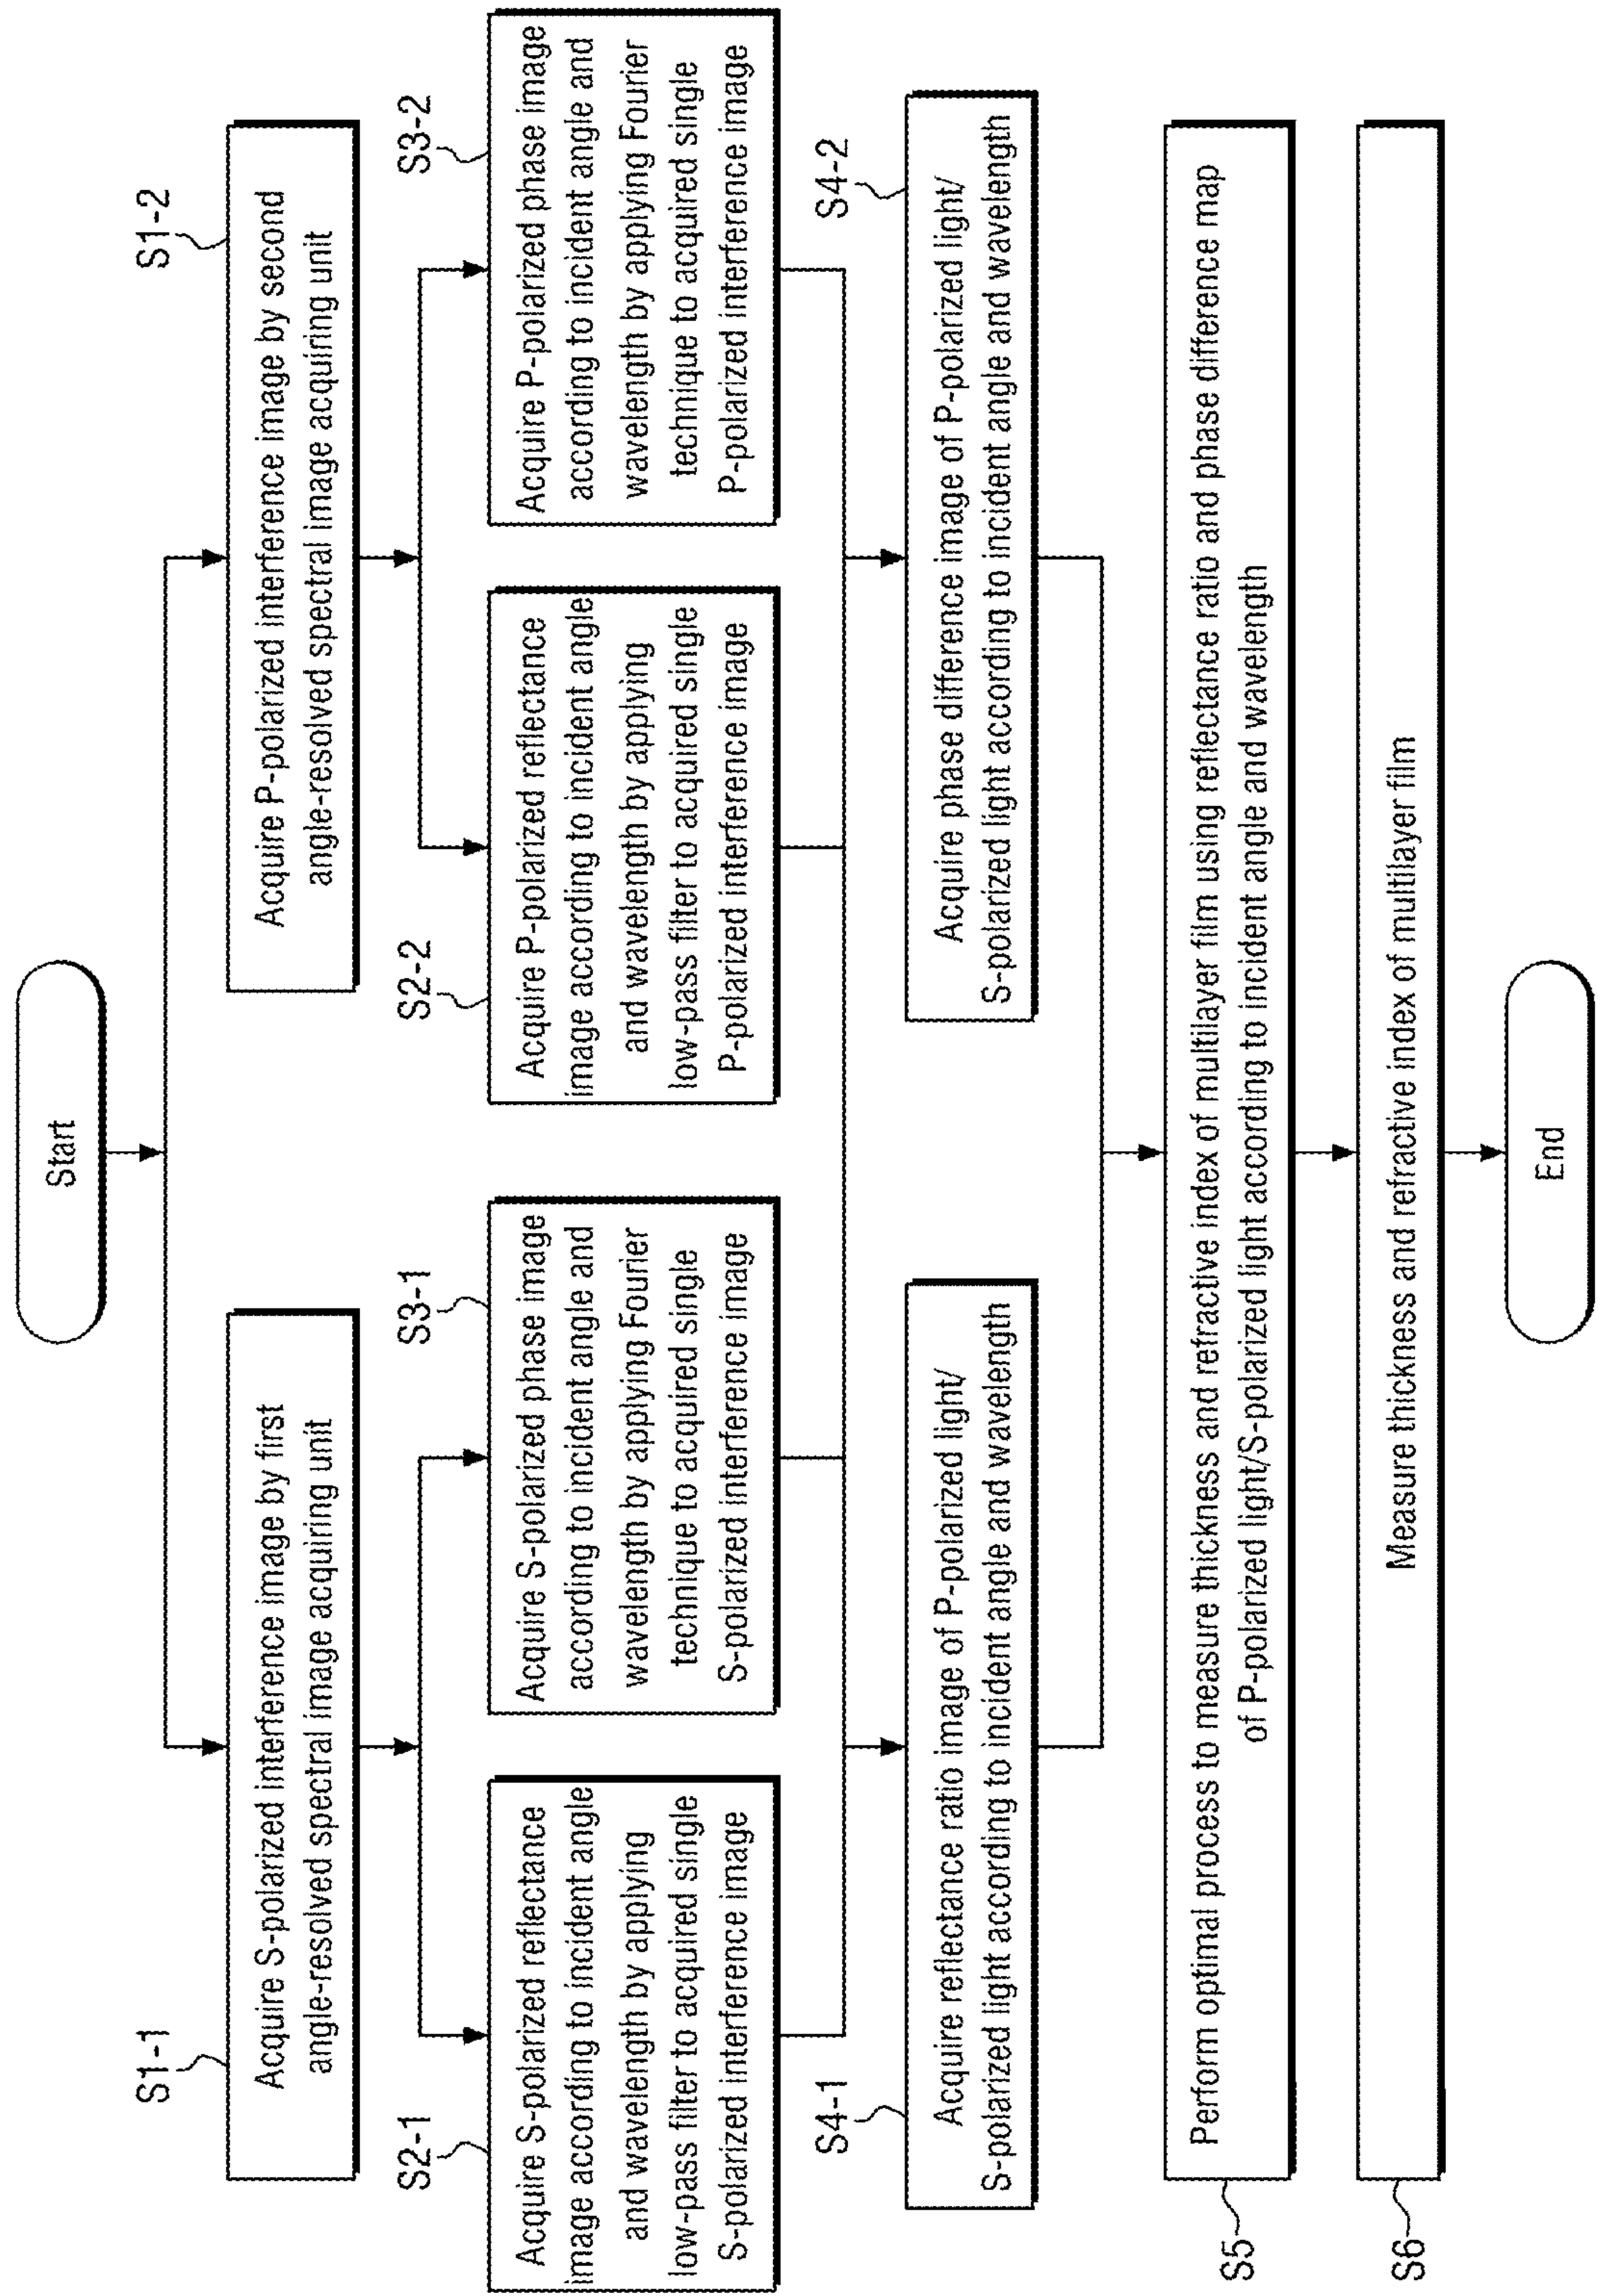 Start
S1-1
Acquire S-polarized interference image by first
angle-resolved spectral image acquiring unit
S1-2
Acquire P-polarized interference image by second
angle-resolved spectral image acquiring unit
S2-1
Acquire S-polarized reflectance
image according to incident angle
and wavelength by applying
low-pass filter to acquired single
S-polarized interference image
S3-1
Acquire S-polarized phase image
according to incident angle and
wavelength by applying Fourier
technique to acquired single
S-polarized interference image
S2-2
Acquire P-polarized reflectance
image according to incident angle
and wavelength by applying
low-pass filter to acquired single
P-polarized interference image
S3-2
Acquire P-polarized phase image
according to incident angle and
wavelength by applying Fourier
technique to acquired single
P-polarized interference image
S4-1
Acquire reflectance ratio image of P-polarized light/
S-polarized light according to incident angle and wavelength
S4-2
Acquire phase difference image of P-polarized light/
S-polarized light according to incident angle and wavelength
S5
Perform optimal process to measure thickness and refractive index of multilayer film using reflectance ratio and phase difference map
of P-polarized light/S-polarized light according to incident angle and wavelength
S6
Measure thickness and refractive index of multilayer film
End